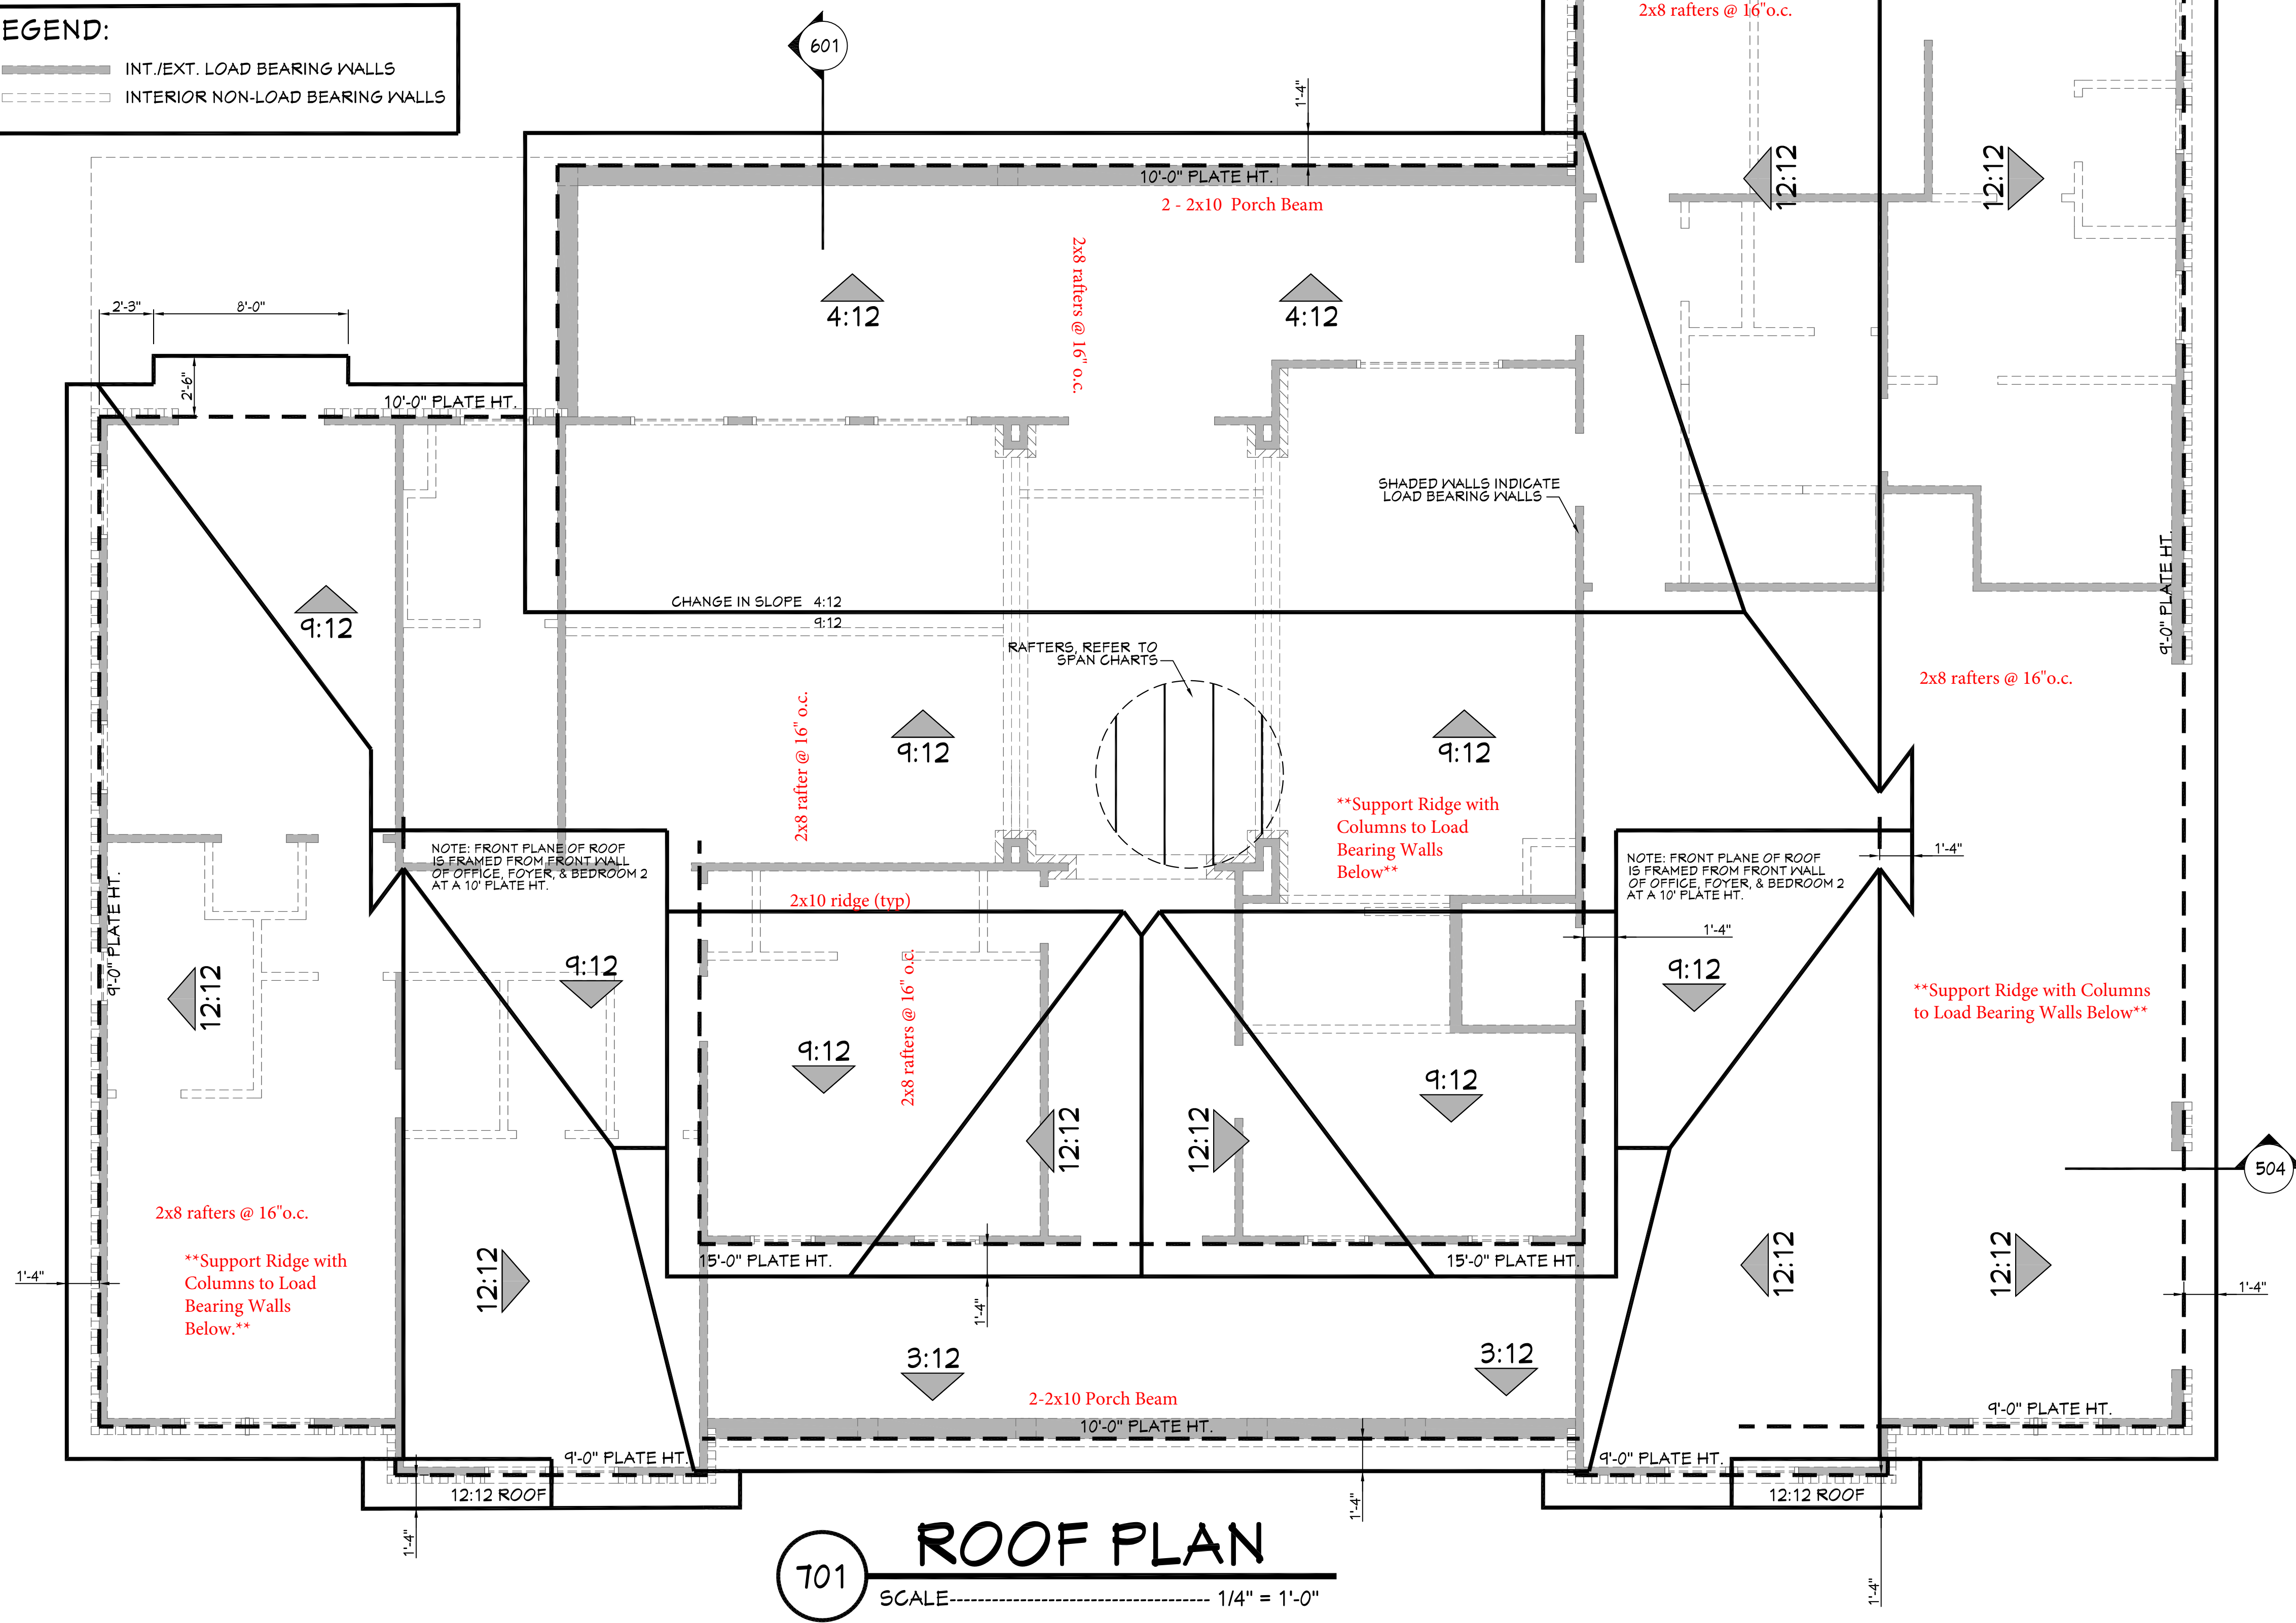 EGEND:
INT./EXT. LOAD BEARING WALLS
INTERIOR NON-LOAD BEARING WALLS
601
2x8 rafters @ 16"o.c.
1'-4"
10'-0" PLATE HT.
2 - 2x10  Porch Beam
12:12
12:12
2x8 rafters @ 16" o.c.
4:12
4:12
2'-3"
8'-0"
2'-6"
10'-0" PLATE HT.
SHADED WALLS INDICATE
LOAD BEARING WALLS
9'-0" PLATE HT.
9:12
CHANGE IN SLOPE   4:12
9:12
RAFTERS, REFER TO
SPAN CHARTS
2x8 rafters @ 16"o.c.
2x8 rafter @ 16" o.c.
9:12
9:12
**Support Ridge with
Columns to Load
Bearing Walls
Below**
NOTE: FRONT PLANE OF ROOF
IS FRAMED FROM FRONT WALL
OF OFFICE, FOYER, & BEDROOM 2
AT A 10' PLATE HT.
NOTE: FRONT PLANE OF ROOF
IS FRAMED FROM FRONT WALL
OF OFFICE, FOYER, & BEDROOM 2
AT A 10' PLATE HT.
1'-4"
9'-0" PLATE HT.
2x10 ridge (typ)
1'-4"
12:12
9:12
2x8 rafters @ 16" o.c.
9:12
**Support Ridge with Columns
to Load Bearing Walls Below**
9:12
9:12
12:12
12:12
504
2x8 rafters @ 16"o.c.
**Support Ridge with
Columns to Load
Bearing Walls
Below.**
1'-4"
12:12
15'-0" PLATE HT.
15'-0" PLATE HT.
1'-4"
12:12
12:12
1'-4"
3:12
3:12
2-2x10 Porch Beam
10'-0" PLATE HT.
9'-0" PLATE HT.
9'-0" PLATE HT.
9'-0" PLATE HT.
12:12 ROOF
12:12 ROOF
1'-4"
1'-4"
1'-4"
701
ROOF PLAN
SCALE------------------------------------- 1/4" = 1'-0"